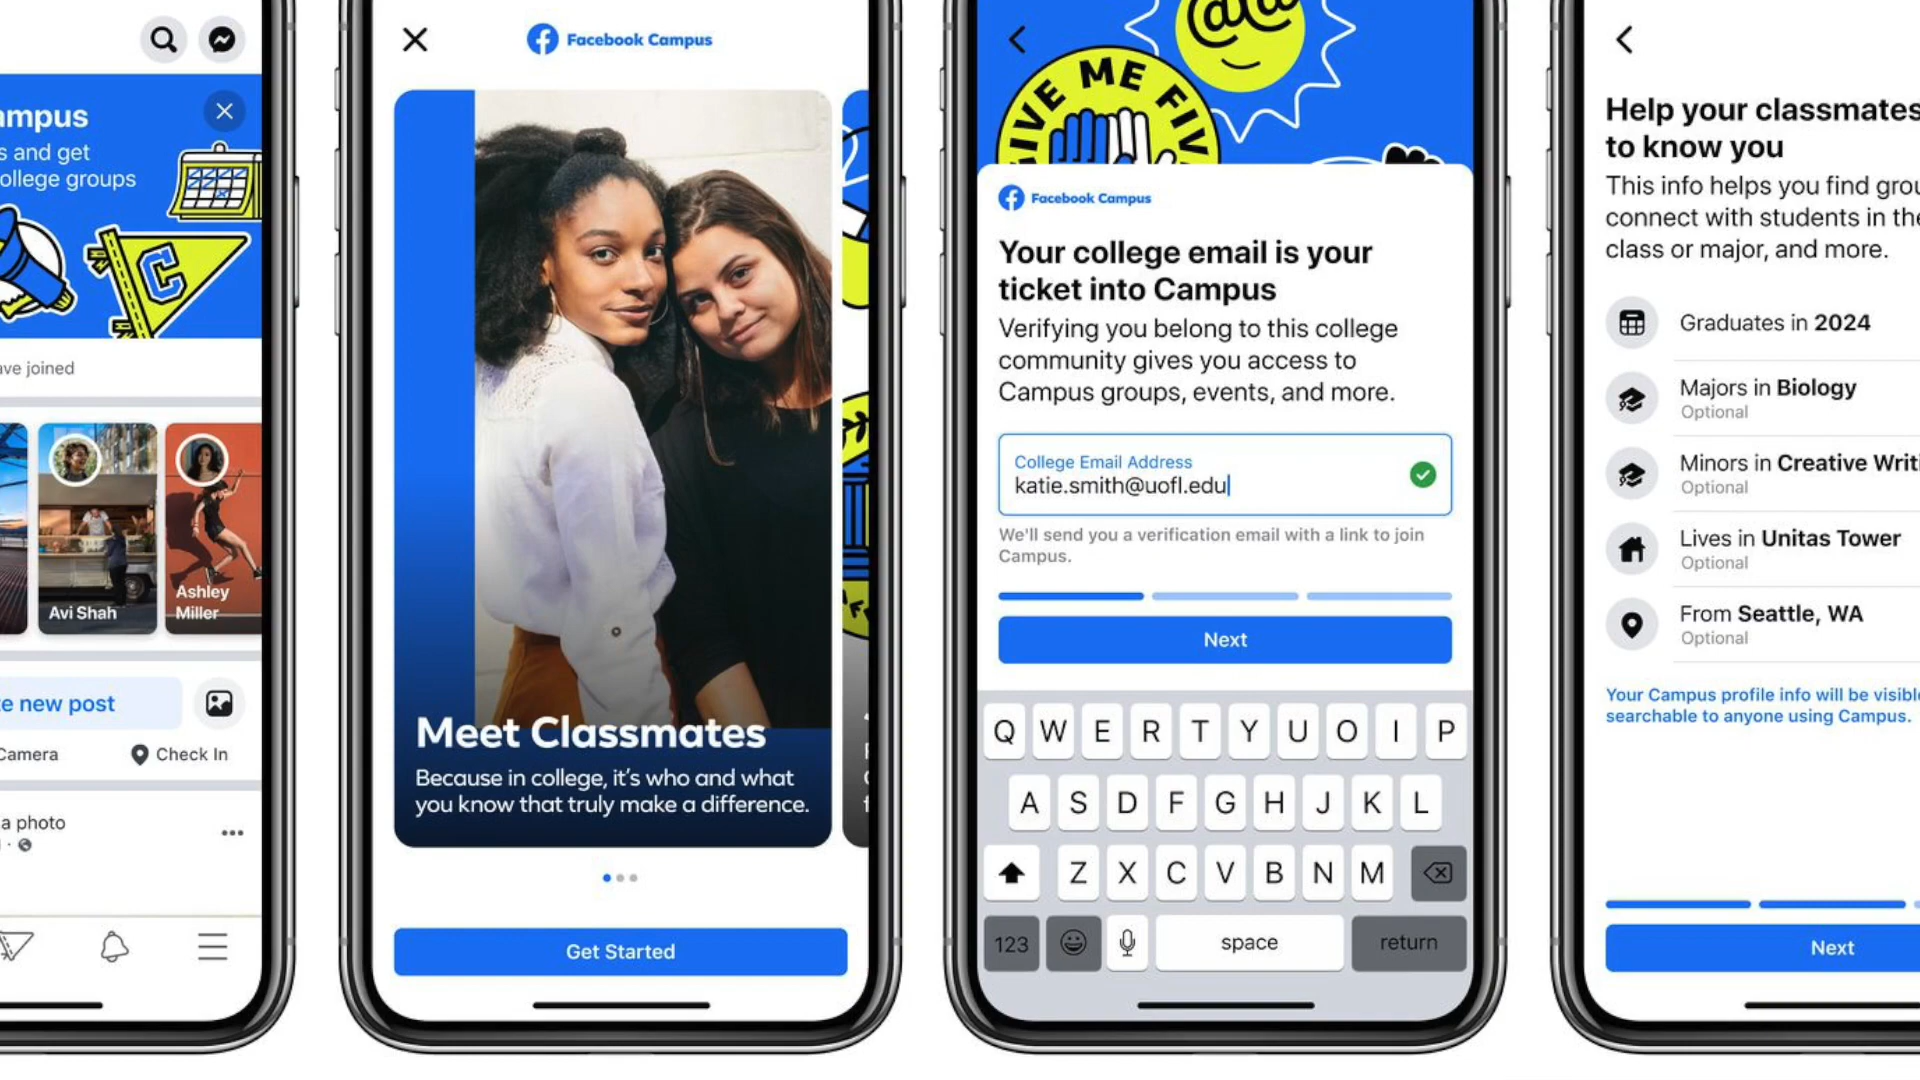 ampus
s and get
ollege groups
ave joined
Avi Shah
Ashley
Miller
e new post
Camera
Check In
a photo
Facebook Campus
Meet Classmates
Because in college, it's who and what
you know that truly make a difference.
Get Started
@@
GIVE ME FIV
Facebook Campus
Your college email is your
ticket into Campus
Verifying you belong to this college
community gives you access to
Campus groups, events, and more.
College Email Address
katie.smith@uofl.edu
We'll send you a verification email with a link to join
Campus.
Next
Q W E R T Y U O I P
A S D F G H J K L
Z X C V B N M
123
space
return
Help your classmates
to know you
This info helps you find grou
connect with students in the
class or major, and more.
Graduates in 2024
Majors in Biology
Optional
Minors in Creative Writi
Optional
Lives in Unitas Tower
Optional
From Seattle, WA
Optional
Your Campus profile info will be visible
searchable to anyone using Campus.
Next